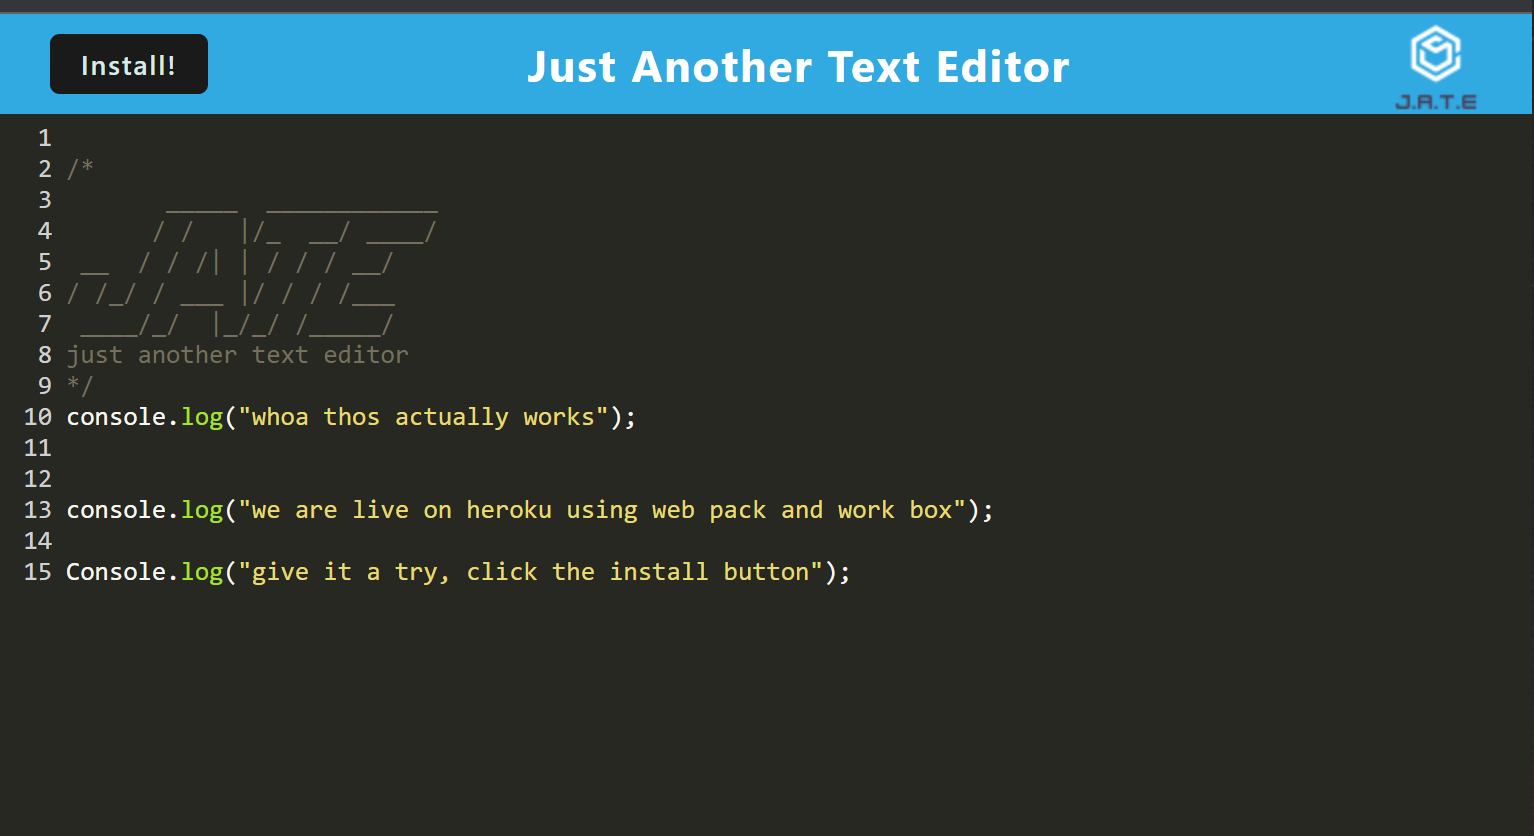 Install!
Just Another Text Editor
J.A.T.E
1
2 /*
3        _____  ____________
4       / /   |/_  __/ ____/
5  __  / / /| | / / / __/
6 / /_/ / ___ |/ / / /___
7  ____/_/  |_/_/ /_____/
8 just another text editor
9 */
10 console.log("whoa thos actually works");
11
12
13 console.log("we are live on heroku using web pack and work box");
14
15 Console.log("give it a try, click the install button");